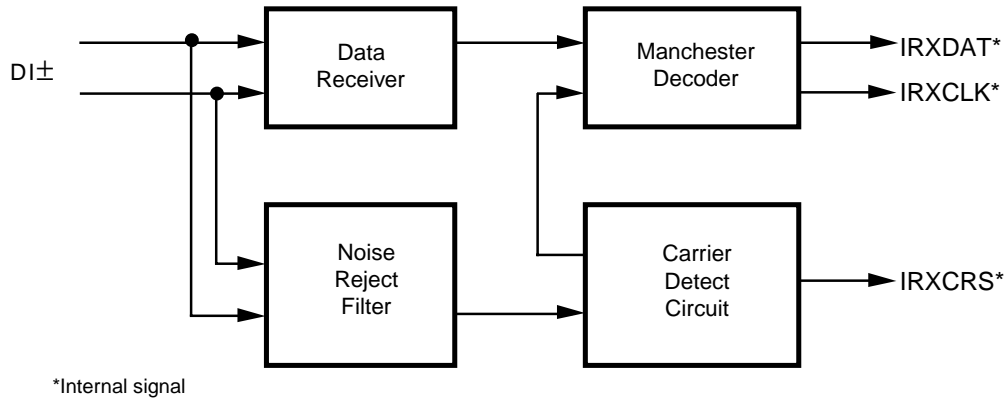 DI±
Data
Receiver
Manchester
Decoder
IRXDAT*
IRXCLK*
Noise
Reject
Filter
Carrier
Detect
Circuit
IRXCRS*
*Internal signal